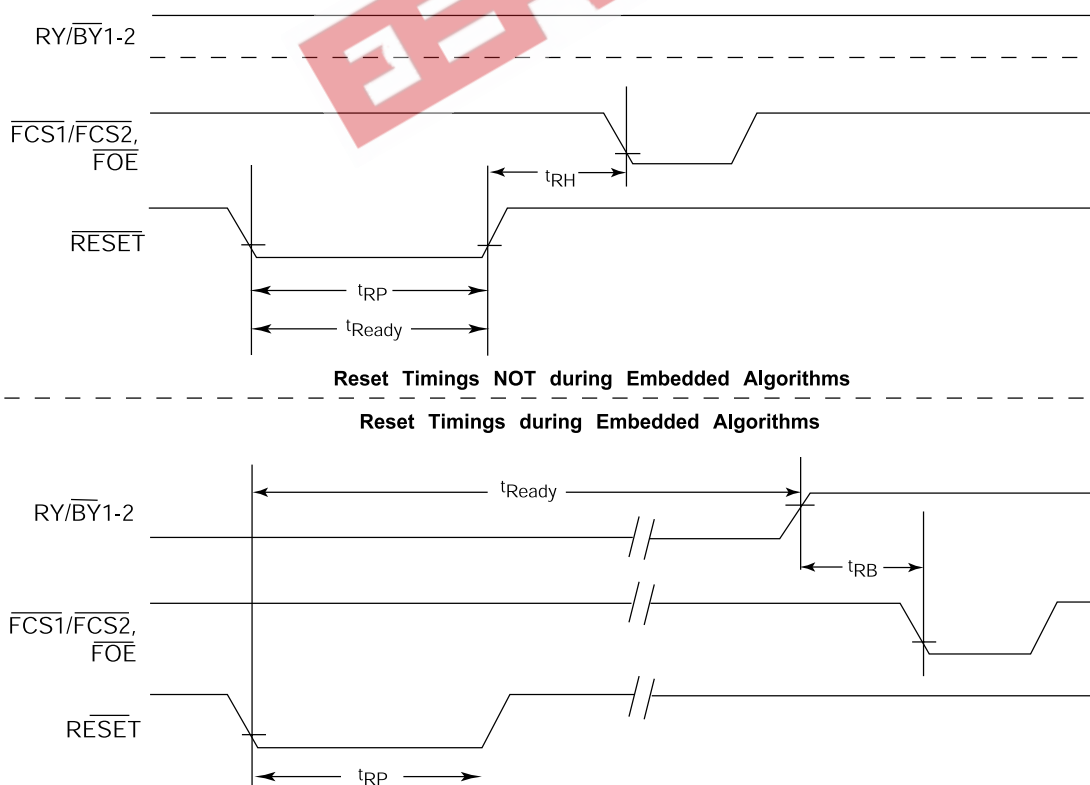 RY/BY1-2
FCS1/FCS2,
FOE
tRH
RESET
tRP
tReady
Reset Timings NOT during Embedded Algorithms
Reset Timings during Embedded Algorithms
tReady
RY/BY1-2
tRB
FCS1/FCS2,
FOE
RESET
tRP